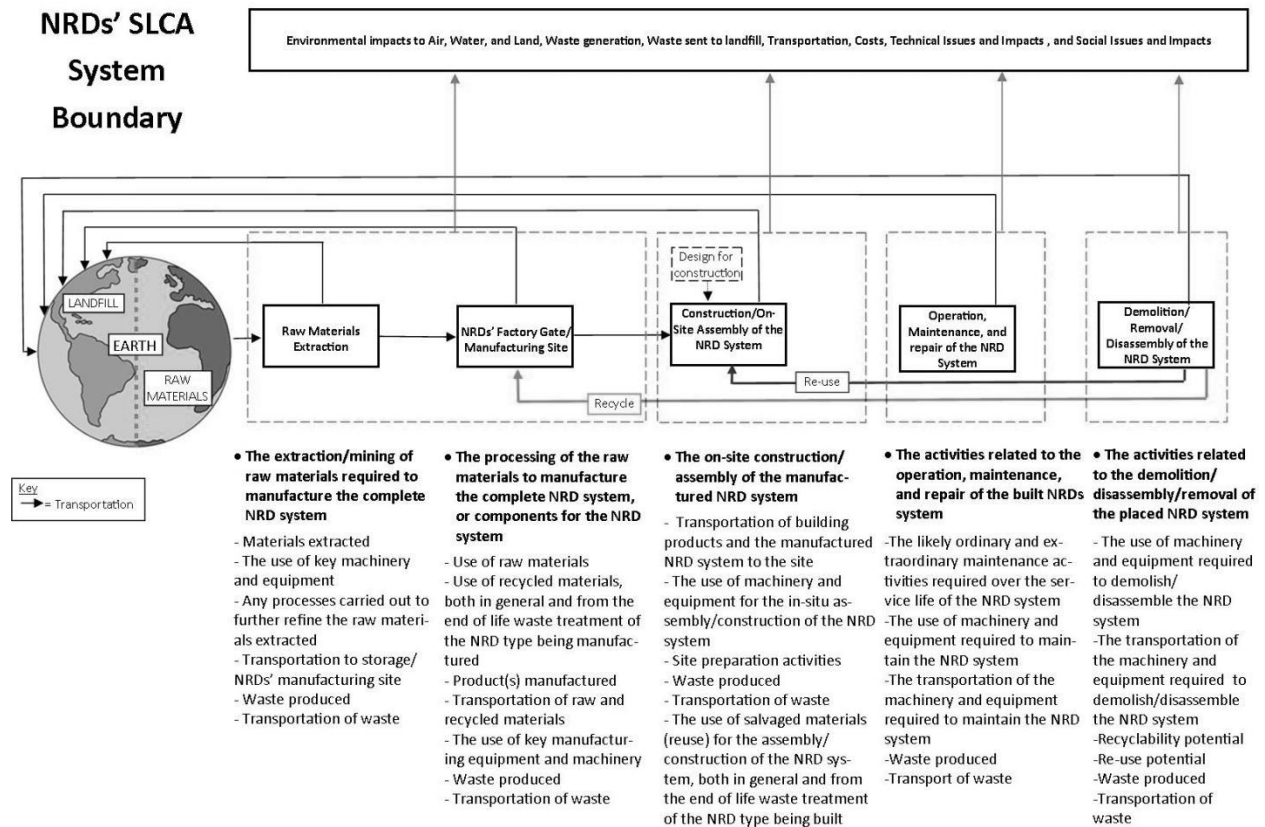 NRDs’ SLCA
System
Boundary
Environmental impacts to Air, Water, and Land, Waste generation, Waste sent to landfill, Transportation, Costs, Technical Issues and Impacts , and Social Issues and Impacts
Design for
construction
LANDFILL
EARTH
RAW
MATERIALS
Raw Materials
Extraction
NRDs’ Factory Gate/
Manufacturing Site
Construction/On-
Site Assembly of the
NRD System
Operation,
Maintenance, and
repair of the NRD
System
Demolition/
Removal/
Disassembly of the
NRD System
Re-use
Recycle
Key
= Transportation
• The extraction/mining of
raw materials required to
manufacture the complete
NRD system
- Materials extracted
- The use of key machinery
and equipment
- Any processes carried out to
further refine the raw materi-
als extracted
- Transportation to storage/
NRDs’ manufacturing site
- Waste produced
- Transportation of waste
• The processing of the raw
materials to manufacture
the complete NRD system,
or components for the NRD
system
- Use of raw materials
- Use of recycled materials,
both in general and from the
end of life waste treatment of
the NRD type being manufac-
tured
- Product(s) manufactured
- Transportation of raw and
recycled materials
- The use of key manufactur-
ing equipment and machinery
- Waste produced
- Transportation of waste
• The on-site construction/
assembly of the manufac-
tured NRD system
- Transportation of building
products and the manufactured
NRD system to the site
- The use of machinery and
equipment for the in-situ as-
sembly/construction of the NRD
system
- Site preparation activities
- Waste produced
- Transportation of waste
- The use of salvaged materials
(reuse) for the assembly/
construction of the NRD sys-
tem, both in general and from
the end of life waste treatment
of the NRD type being built
• The activities related to the
operation, maintenance,
and repair of the built NRDs
system
-The likely ordinary and ex-
traordinary maintenance ac-
tivities required over the ser-
vice life of the NRD system
-The use of machinery and
equipment required to main-
tain the NRD system
-The transportation of the
machinery and equipment
required to maintain the NRD
system
-Waste produced
-Transport of waste
• The activities related
to the demolition/
disassembly/removal of
the placed NRD system
- The use of machinery
and equipment required
to demolish/
disassemble the NRD
system
-The transportation of
the machinery and
equipment required to
demolish/disassemble
the NRD system
-Recyclability potential
-Re-use potential
-Waste produced
-Transportation of
waste